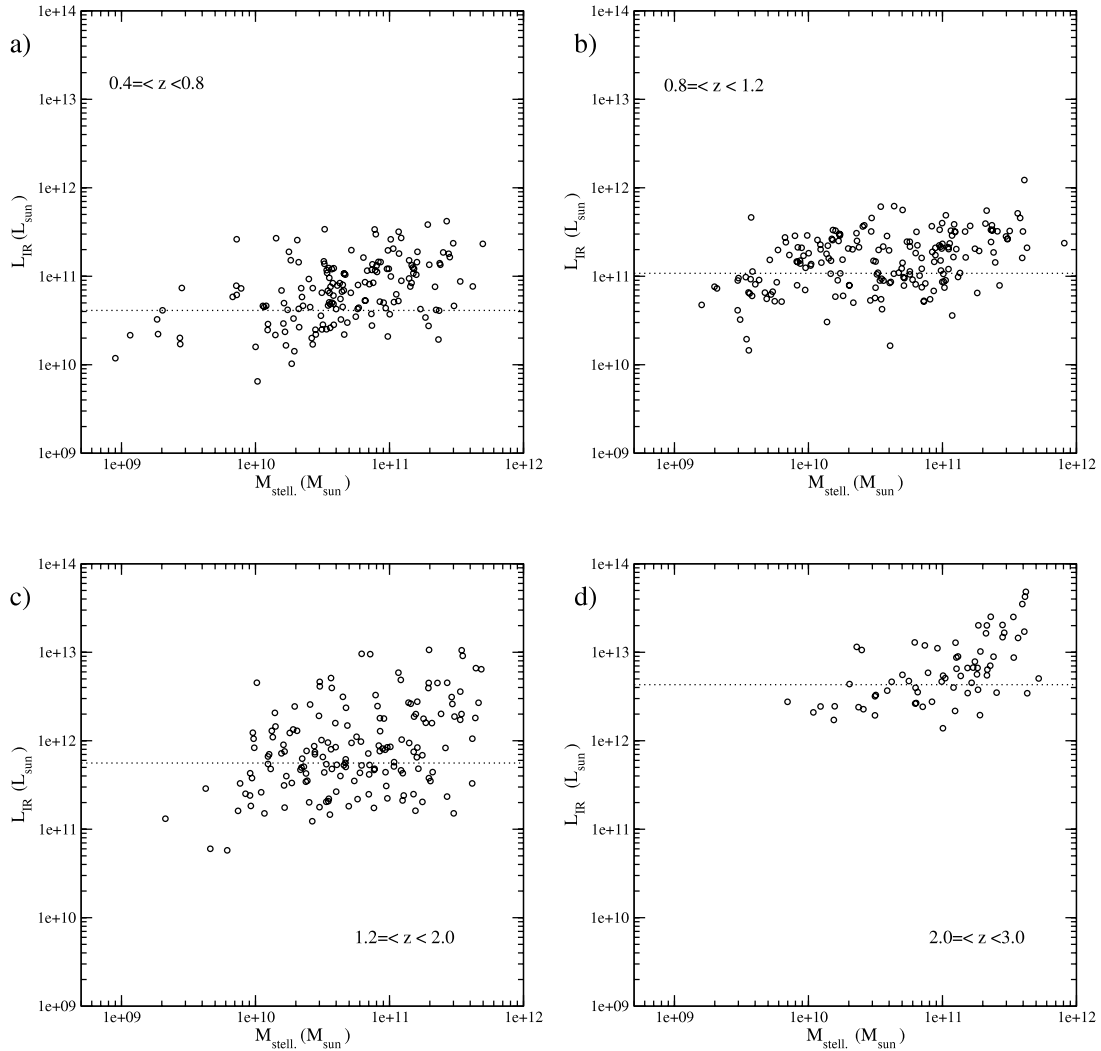 a)
0.4=< z <0.8
1e+14
1e+13
1e+12
1e+11
1e+10
1e+09
L_IR (L_sun)
1e+09 1e+10 1e+11 1e+12
M_stell. (M_sun)
b)
0.8=< z < 1.2
1e+14
1e+13
1e+12
1e+11
1e+10
1e+09
L_IR (L_sun)
1e+09 1e+10 1e+11 1e+12
M_stell. (M_sun)
c)
1e+14
1e+13
1e+12
1e+11
1e+10
1e+09
L_IR (L_sun)
1.2=< z < 2.0
1e+09 1e+10 1e+11 1e+12
M_stell. (M_sun)
d)
1e+14
1e+13
1e+12
1e+11
1e+10
1e+09
L_IR (L_sun)
2.0=< z <3.0
1e+09 1e+10 1e+11 1e+12
M_stell. (M_sun)